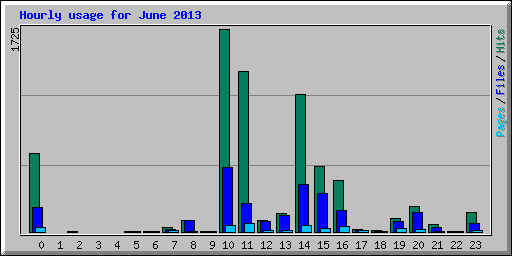 Hourly usage for June 2013
1725
Pages/Files/Hits
0 1 2 3 4 5 6 7 8 9 10 11 12 13 14 15 16 17 18 19 20 21 22 23